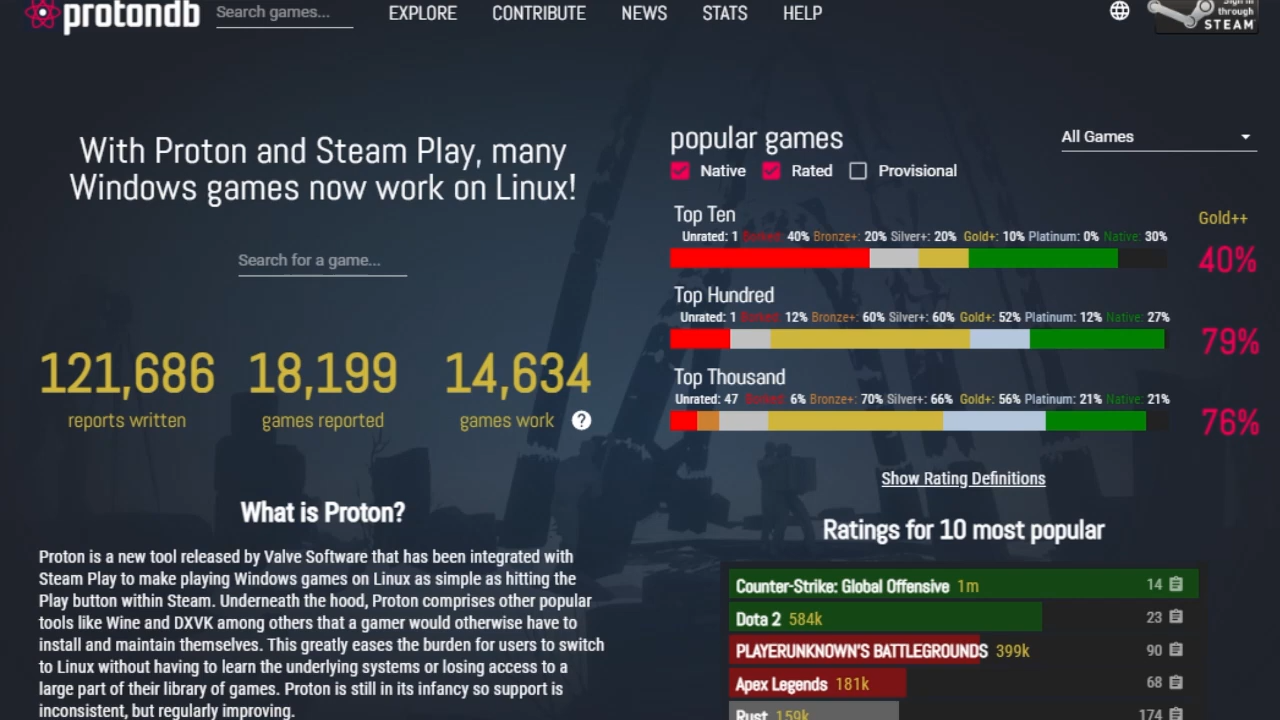 protondb Search games... EXPLORE CONTRIBUTE NEWS STATS HELP
Sign in
through
STEAM
With Proton and Steam Play, many
Windows games now work on Linux!
Search for a game...
121,686 18,199 14,634
reports written games reported games work ?
What is Proton?
Proton is a new tool released by Valve Software that has been integrated with
Steam Play to make playing Windows games on Linux as simple as hitting the
Play button within Steam. Underneath the hood, Proton comprises other popular
tools like Wine and DXVK among others that a gamer would otherwise have to
install and maintain themselves. This greatly eases the burden for users to switch
to Linux without having to learn the underlying systems or losing access to a
large part of their library of games. Proton is still in its infancy so support is
inconsistent, but regularly improving.
popular games All Games
Native Rated Provisional
Top Ten Gold++
Unrated: 1 Borked: 40% Bronze+: 20% Silver+: 20% Gold+: 10% Platinum: 0% Native: 30%
40%
Top Hundred
Unrated: 1 Borked: 12% Bronze+: 60% Silver+: 60% Gold+: 52% Platinum: 12% Native: 27%
79%
Top Thousand
Unrated: 47 Borked: 6% Bronze+: 70% Silver+: 66% Gold+: 56% Platinum: 21% Native: 21%
76%
Show Rating Definitions
Ratings for 10 most popular
Counter-Strike: Global Offensive 1m 14
Dota 2 584k 23
PLAYERUNKNOWN'S BATTLEGROUNDS 399k 90
Apex Legends 181k 68
Rust 159k 174